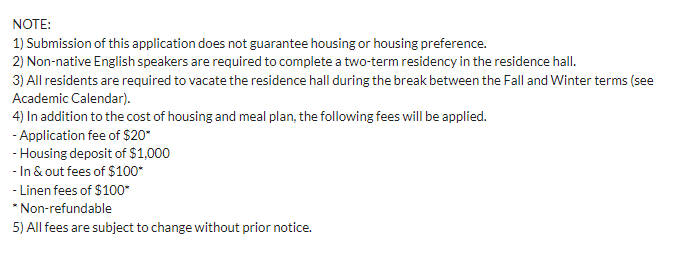 NOTE:
1) Submission of this application does not guarantee housing or housing preference.
2) Non-native English speakers are required to complete a two-term residency in the residence hall.
3) All residents are required to vacate the residence hall during the break between the Fall and Winter terms (see
Academic Calendar).
4) In addition to the cost of housing and meal plan, the following fees will be applied.
- Application fee of $20*
- Housing deposit of $1,000
- In & out fees of $100*
- Linen fees of $100*
* Non-refundable
5) All fees are subject to change without prior notice.